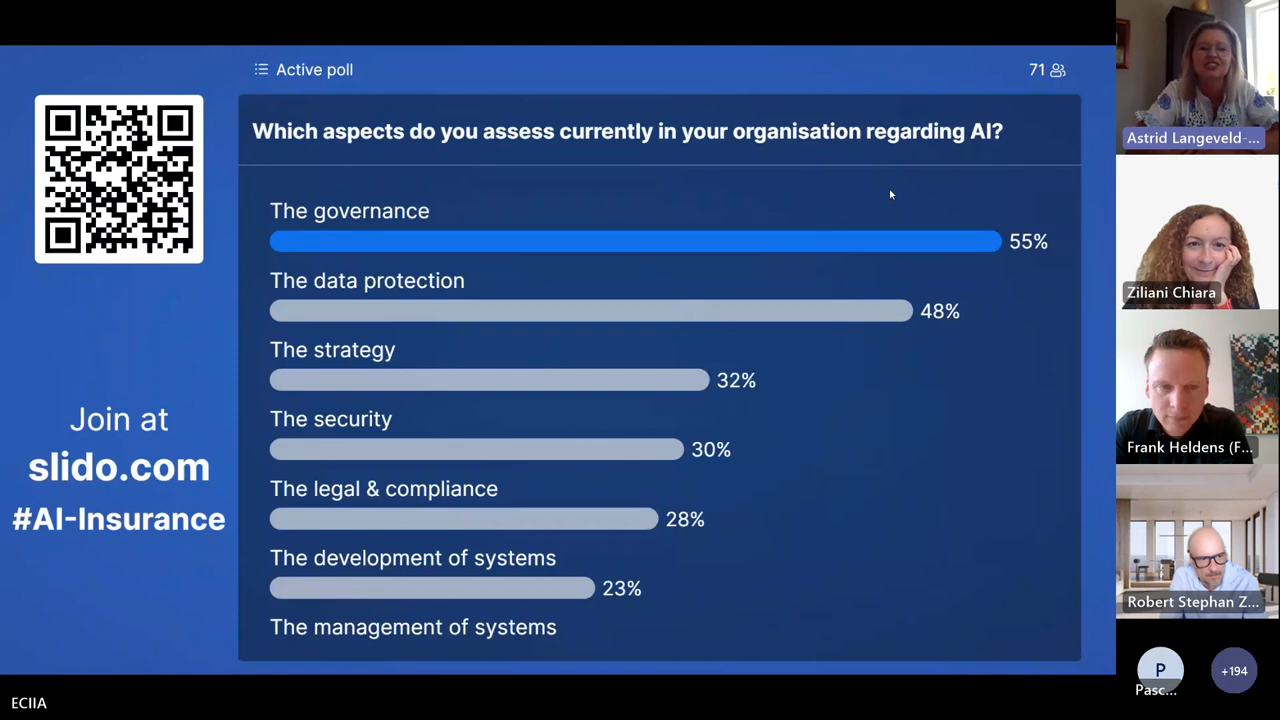 Active poll
71
Which aspects do you assess currently in your organisation regarding AI?
The governance
55%
The data protection
48%
The strategy
32%
The security
30%
The legal & compliance
28%
The development of systems
23%
The management of systems
Join at
slido.com
#AI-Insurance
Astrid Langeveld-...
Ziliani Chiara
Frank Heldens (F...
Robert Stephan Z...
P
Pasc...
+194
ECIIA